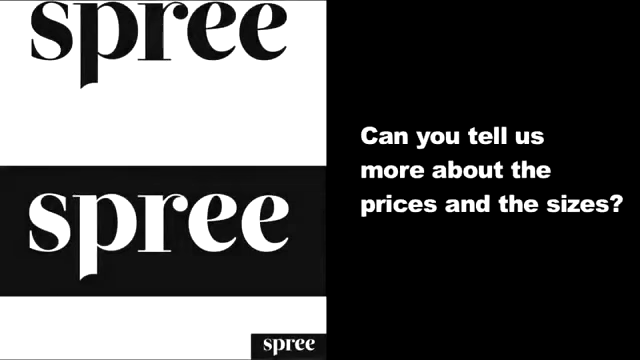 spree
spree
spree
Can you tell us
more about the
prices and the sizes?